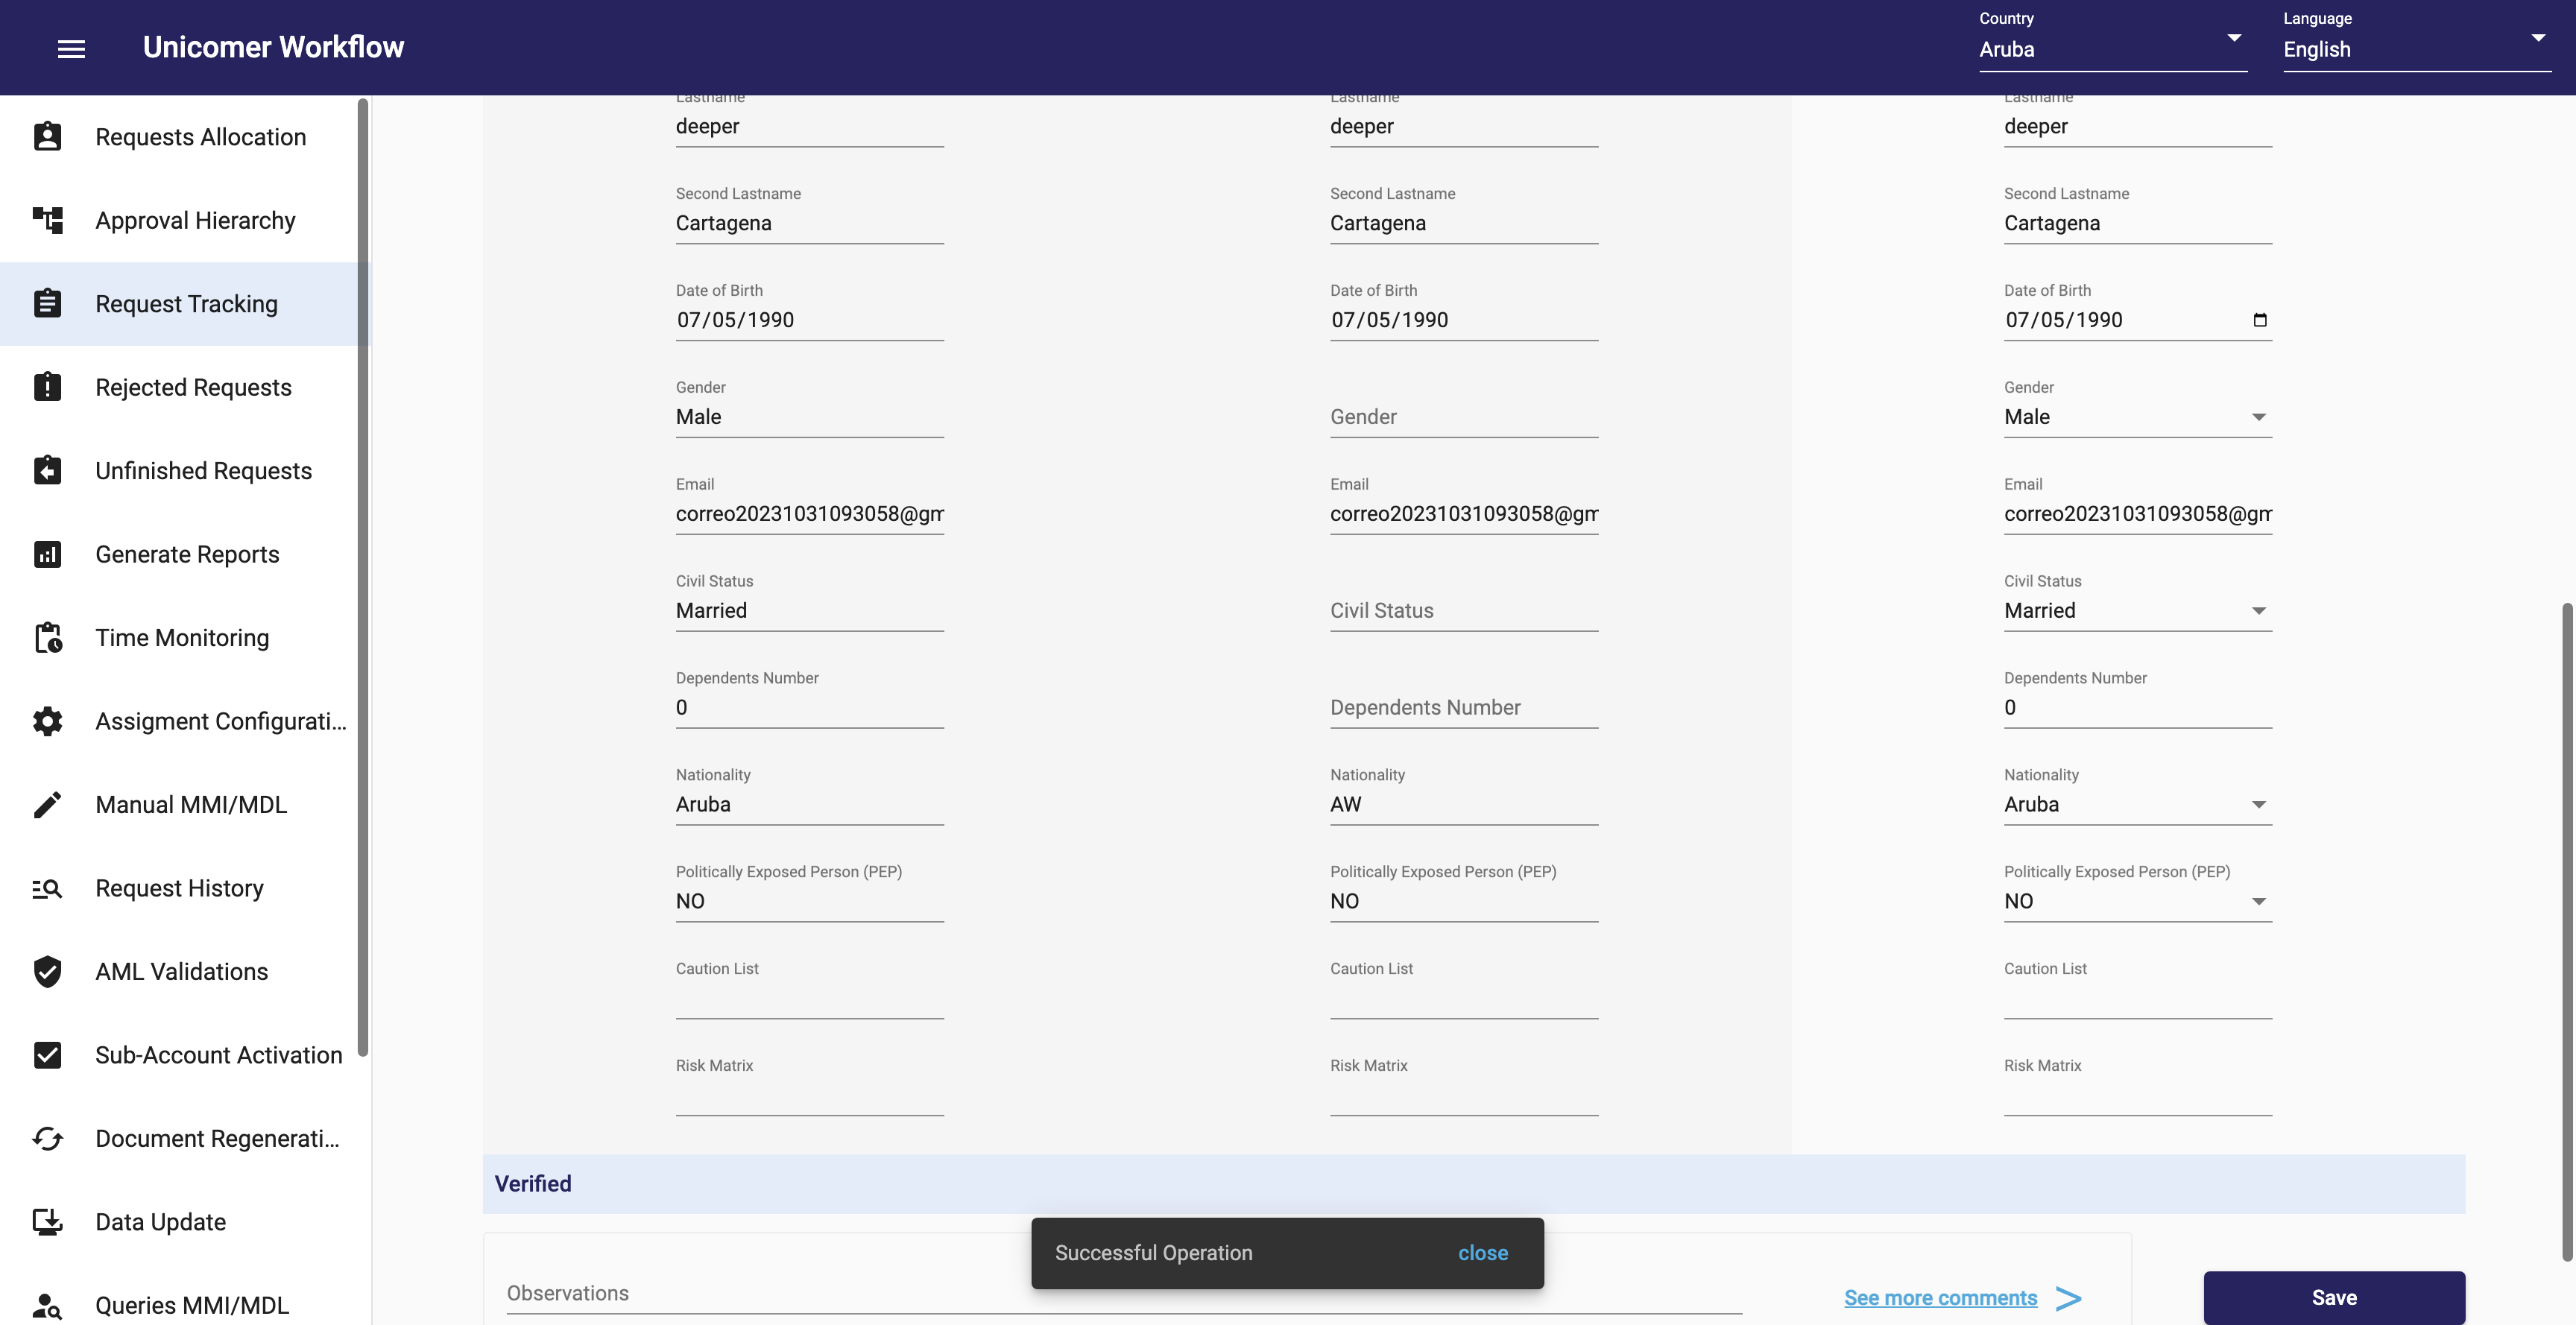 Unicomer Workflow
Country
Aruba
Language
English
Requests Allocation
Approval Hierarchy
Request Tracking
Rejected Requests
Unfinished Requests
Generate Reports
Time Monitoring
Assigment Configurati...
Manual MMI/MDL
Request History
AML Validations
Sub-Account Activation
Document Regenerati...
Data Update
Queries MMI/MDL
Lastname Lastname Lastname
deeper deeper deeper
Second Lastname Second Lastname Second Lastname
Cartagena Cartagena Cartagena
Date of Birth Date of Birth Date of Birth
07/05/1990 07/05/1990 07/05/1990
Gender Gender
Male Gender Male
Email Email Email
correo20231031093058@gm correo20231031093058@gm correo20231031093058@gm
Civil Status Civil Status
Married Civil Status Married
Dependents Number Dependents Number
0 Dependents Number 0
Nationality Nationality Nationality
Aruba AW Aruba
Politically Exposed Person (PEP) Politically Exposed Person (PEP) Politically Exposed Person (PEP)
NO NO NO
Caution List Caution List Caution List
Risk Matrix Risk Matrix Risk Matrix
Verified
Successful Operation close
Observations
See more comments >
Save